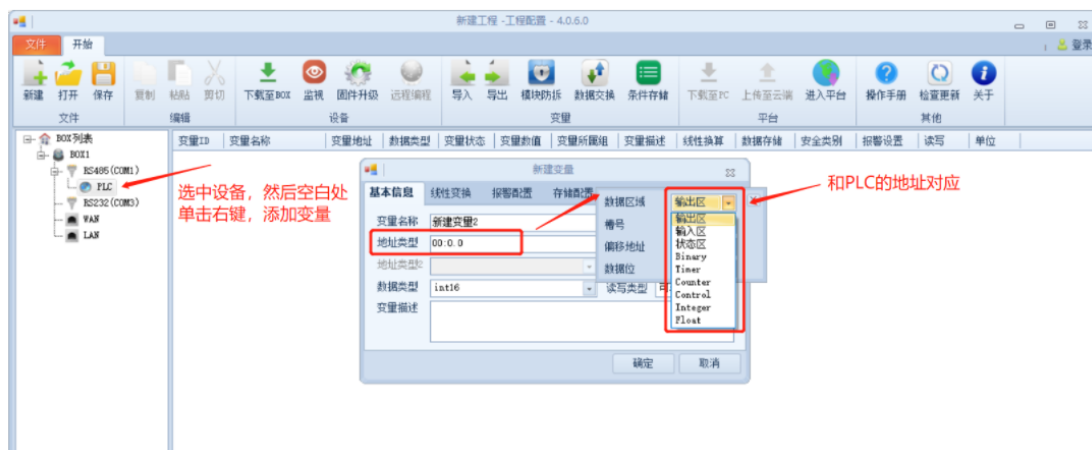 新建工程 -工程配置 - 4.0.6.0
文件 开始 登录
新建 打开 保存 复制 粘贴 剪切 下载至BOX 监视 固件升级 远程编程 导入 导出 模块防拆 数据交换 条件存储 下载至PC 上传至云端 进入平台 操作手册 检查更新 关于
文件 编辑 设备 变量 平台 其他
BOX列表
BOX1
RS485(COM1)
PLC
RS232(COM3)
WAN
LAN
变量ID 变量名称 变量地址 数据类型 变量状态 变量数值 变量所属组 变量描述 线性换算 数据存储 安全类别 报警设置 读写 单位
选中设备，然后空白处
单击右键，添加变量
新建变量
基本信息 线性变换 报警配置 存储配置
变量名称 新建变量2
地址类型 00:0.0
地址类型2
数据类型 int16 读写类型 可
变量描述
确定 取消
数据区域 输出区
槽号
偏移地址
数据位
输出区
输入区
状态区
Binary
Timer
Counter
Control
Integer
Float
和PLC的地址对应